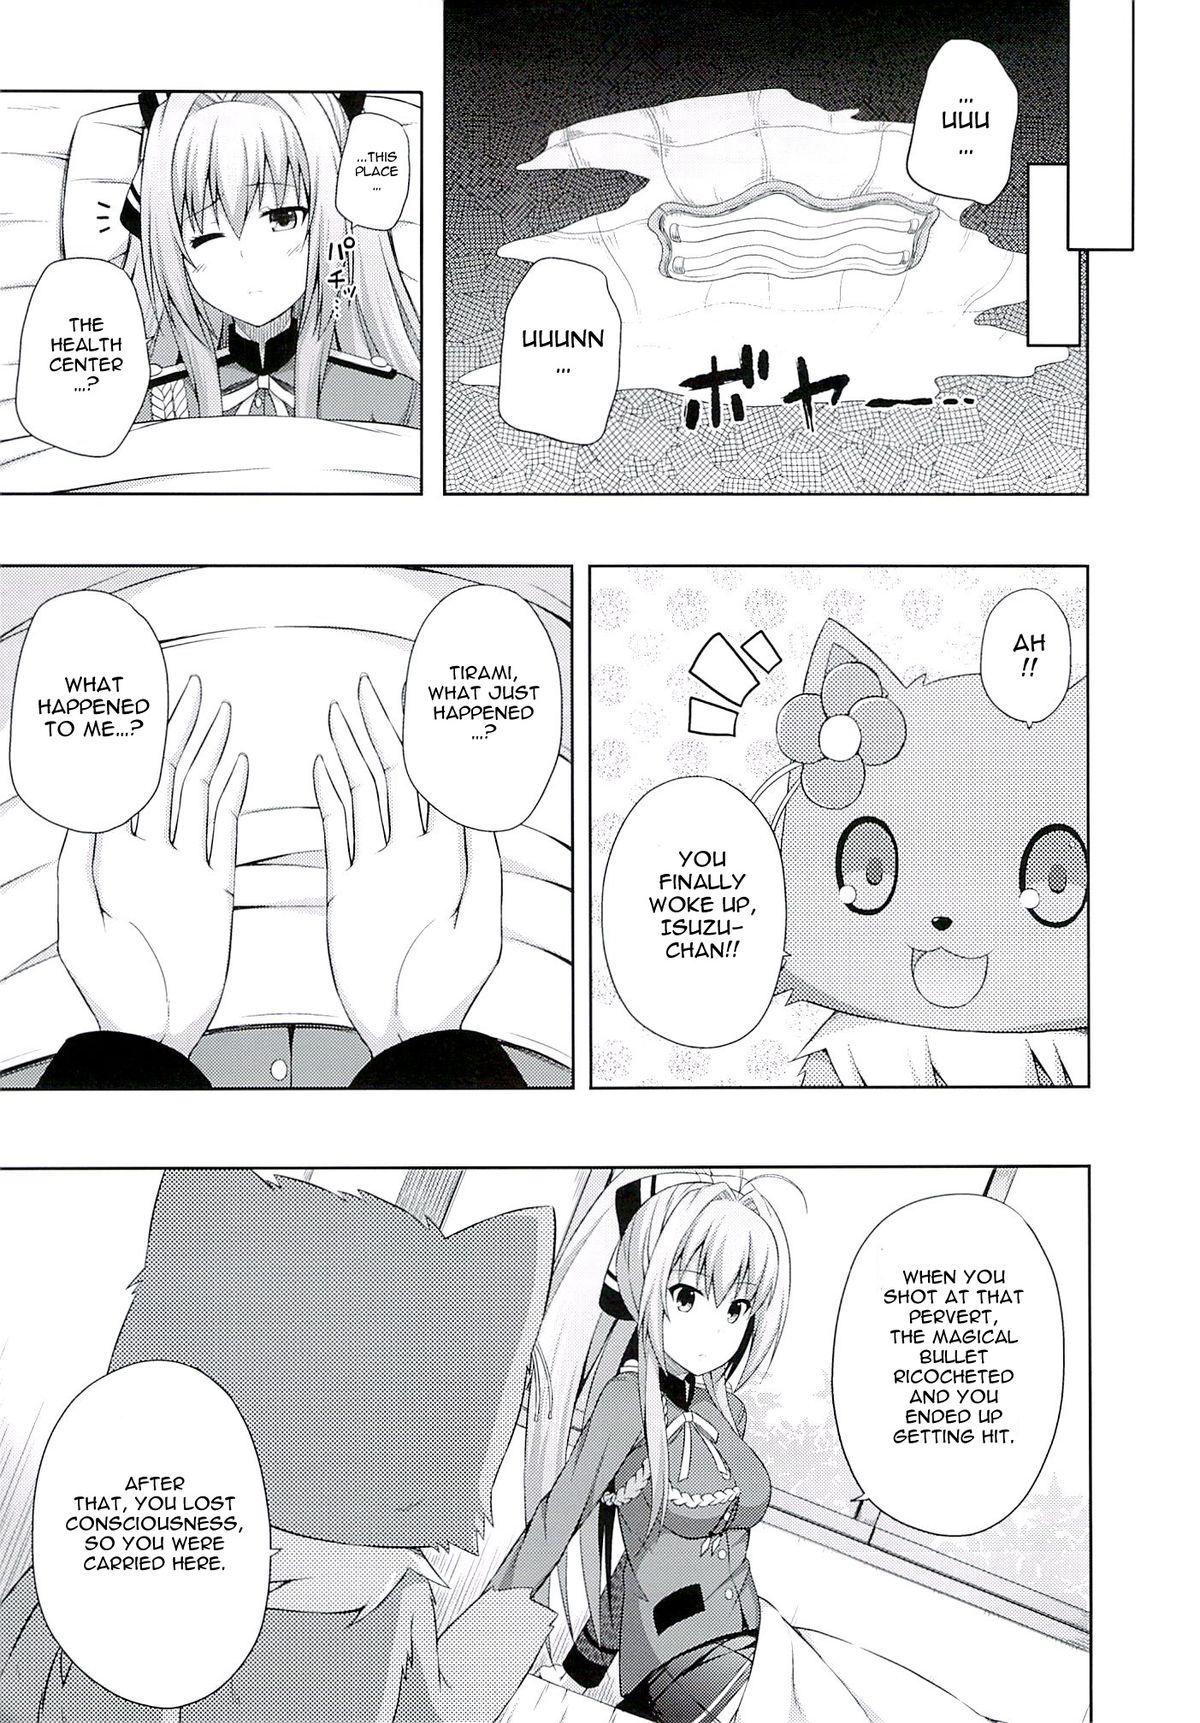 ...
UUU
...
UUUNN
...
ボヤー…
...THIS
PLACE
...
パチッ…
THE
HEALTH
CENTER
...?
AH
!!
YOU
FINALLY
WOKE UP,
ISUZU-
CHAN!!
TIRAMI,
WHAT JUST
HAPPENED
...?
WHAT
HAPPENED
TO ME...?
WHEN YOU
SHOT AT THAT
PERVERT,
THE MAGICAL
BULLET
RICOCHETED
AND YOU
ENDED UP
GETTING HIT.
AFTER
THAT, YOU LOST
CONSCIOUSNESS,
SO YOU WERE
CARRIED HERE.